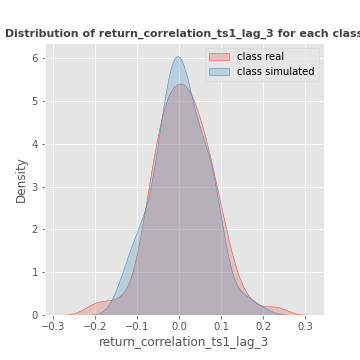 Distribution of return_correlation_ts1_lag_3 for each class
class real
class simulated
6
5
4
3
2
1
0
Density
−0.3 −0.2 −0.1 0.0 0.1 0.2 0.3
return_correlation_ts1_lag_3